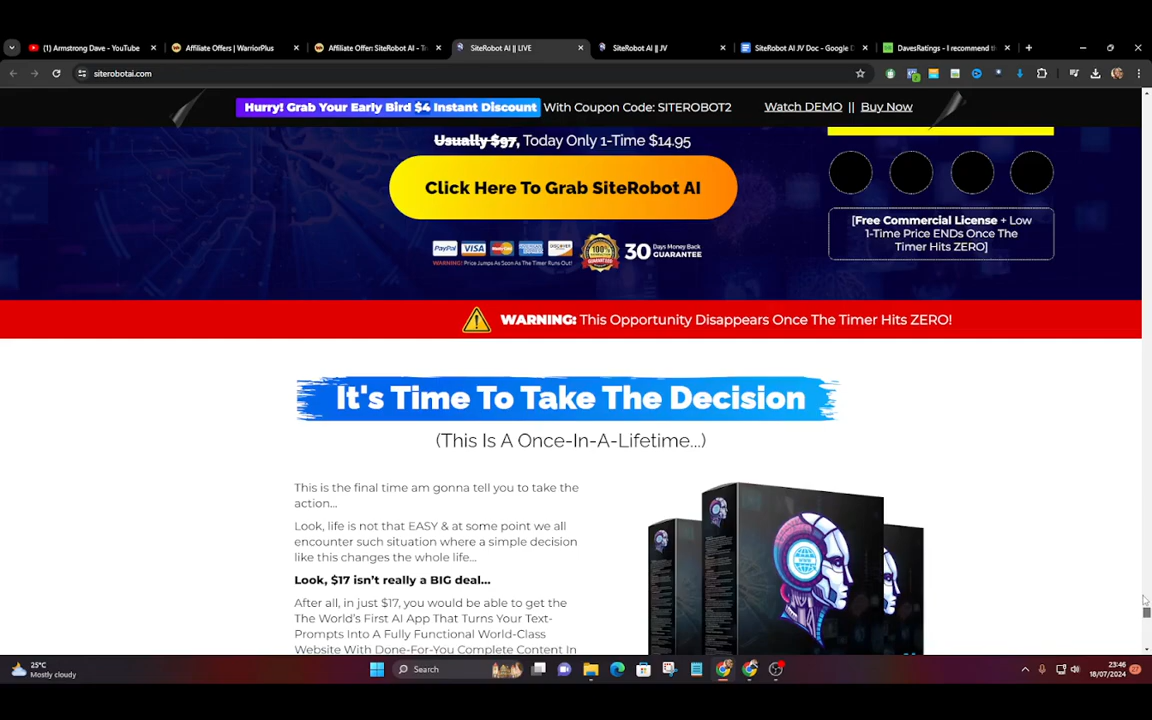 (1) Armstrong Dave - YouTube
Affiliate Offers | WarriorPlus
Affiliate Offer: SiteRobot AI - Tr
SiteRobot AI || LIVE
SiteRobot AI || JV
SiteRobot AI JV Doc - Google D
DavesRatings - I recommend th
siterobotai.com
Hurry! Grab Your Early Bird $4 Instant Discount With Coupon Code: SITEROBOT2 Watch DEMO || Buy Now
Usually $97, Today Only 1-Time $14.95
Click Here To Grab SiteRobot AI
PayPal VISA DISCOVER 100% 30 Days Money Back
GUARANTEE
WARNING! Price Jumps As Soon As The Timer Runs Out!
[Free Commercial License + Low
1-Time Price ENDs Once The
Timer Hits ZERO]
WARNING: This Opportunity Disappears Once The Timer Hits ZERO!
It's Time To Take The Decision
(This Is A Once-In-A-Lifetime...)
This is the final time am gonna tell you to take the
action...
Look, life is not that EASY & at some point we all
encounter such situation where a simple decision
like this changes the whole life...
Look, $17 isn't really a BIG deal...
After all, in just $17, you would be able to get the
The World's First AI App That Turns Your Text-
Prompts Into A Fully Functional World-Class
Website With Done-For-You Complete Content In
25°C
Mostly cloudy
Search
23:46
18/07/2024